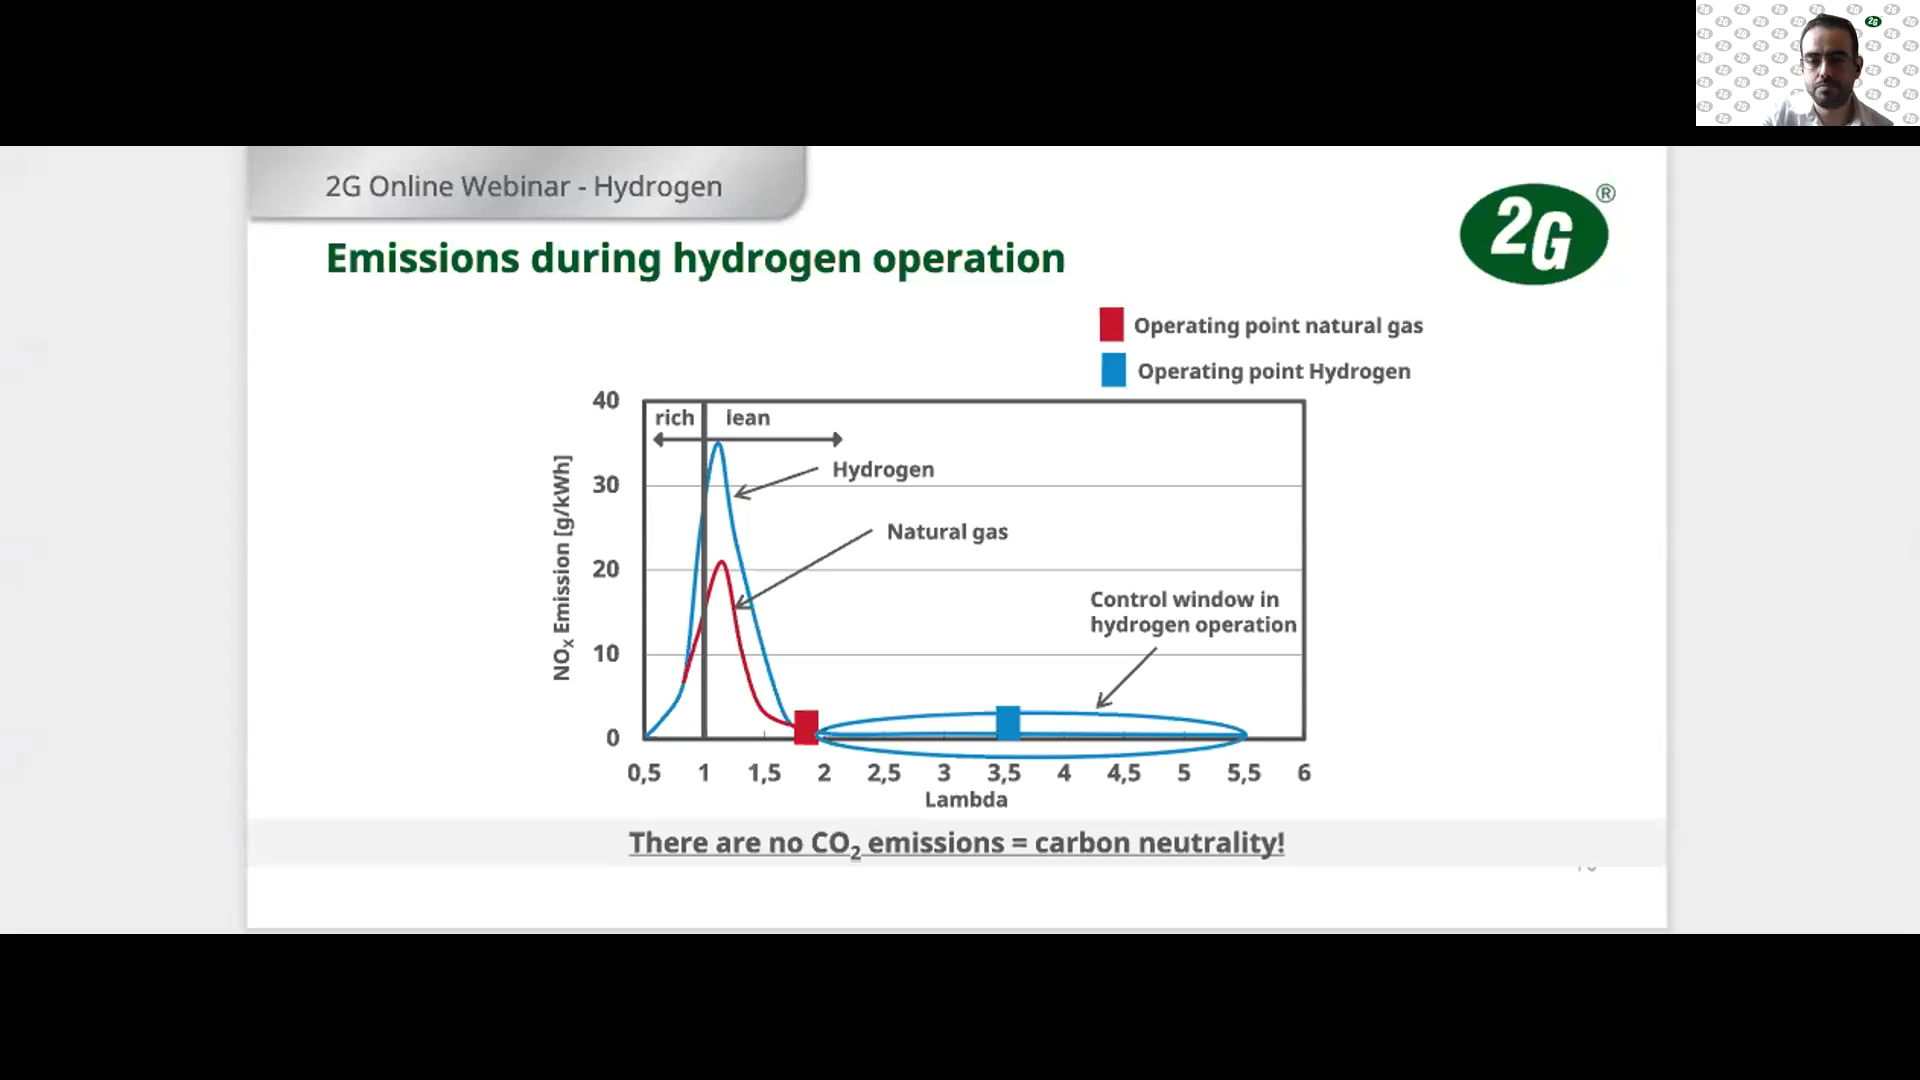 2G Online Webinar - Hydrogen
2G®
Emissions during hydrogen operation
Operating point natural gas
Operating point Hydrogen
rich lean
Hydrogen
Natural gas
Control window in
hydrogen operation
NOx Emission [g/kWh]
40
30
20
10
0
0,5 1 1,5 2 2,5 3 3,5 4 4,5 5 5,5 6
Lambda
There are no CO2 emissions = carbon neutrality!